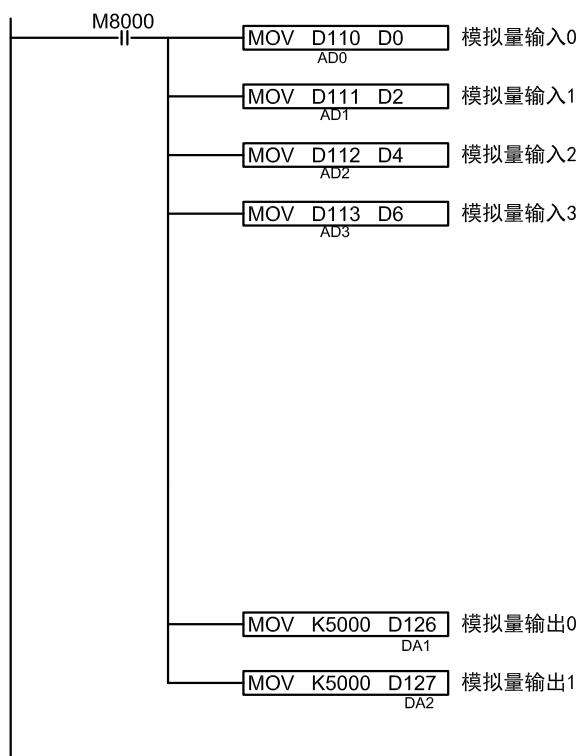 M8000
MOV D110 D0 模拟量输入0
AD0
MOV D111 D2 模拟量输入1
AD1
MOV D112 D4 模拟量输入2
AD2
MOV D113 D6 模拟量输入3
AD3
MOV K5000 D126 模拟量输出0
DA1
MOV K5000 D127 模拟量输出1
DA2